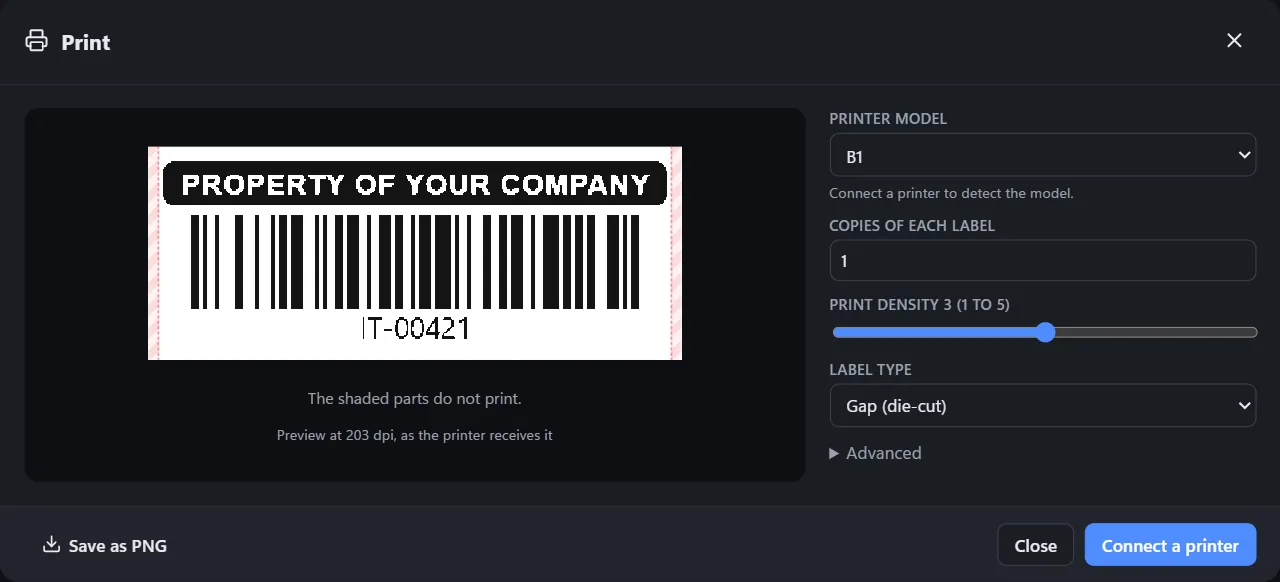 Print
PROPERTY OF YOUR COMPANY
IT-00421
The shaded parts do not print.
Preview at 203 dpi, as the printer receives it
PRINTER MODEL
B1
Connect a printer to detect the model.
COPIES OF EACH LABEL
1
PRINT DENSITY 3 (1 TO 5)
LABEL TYPE
Gap (die-cut)
Advanced
Save as PNG
Close
Connect a printer